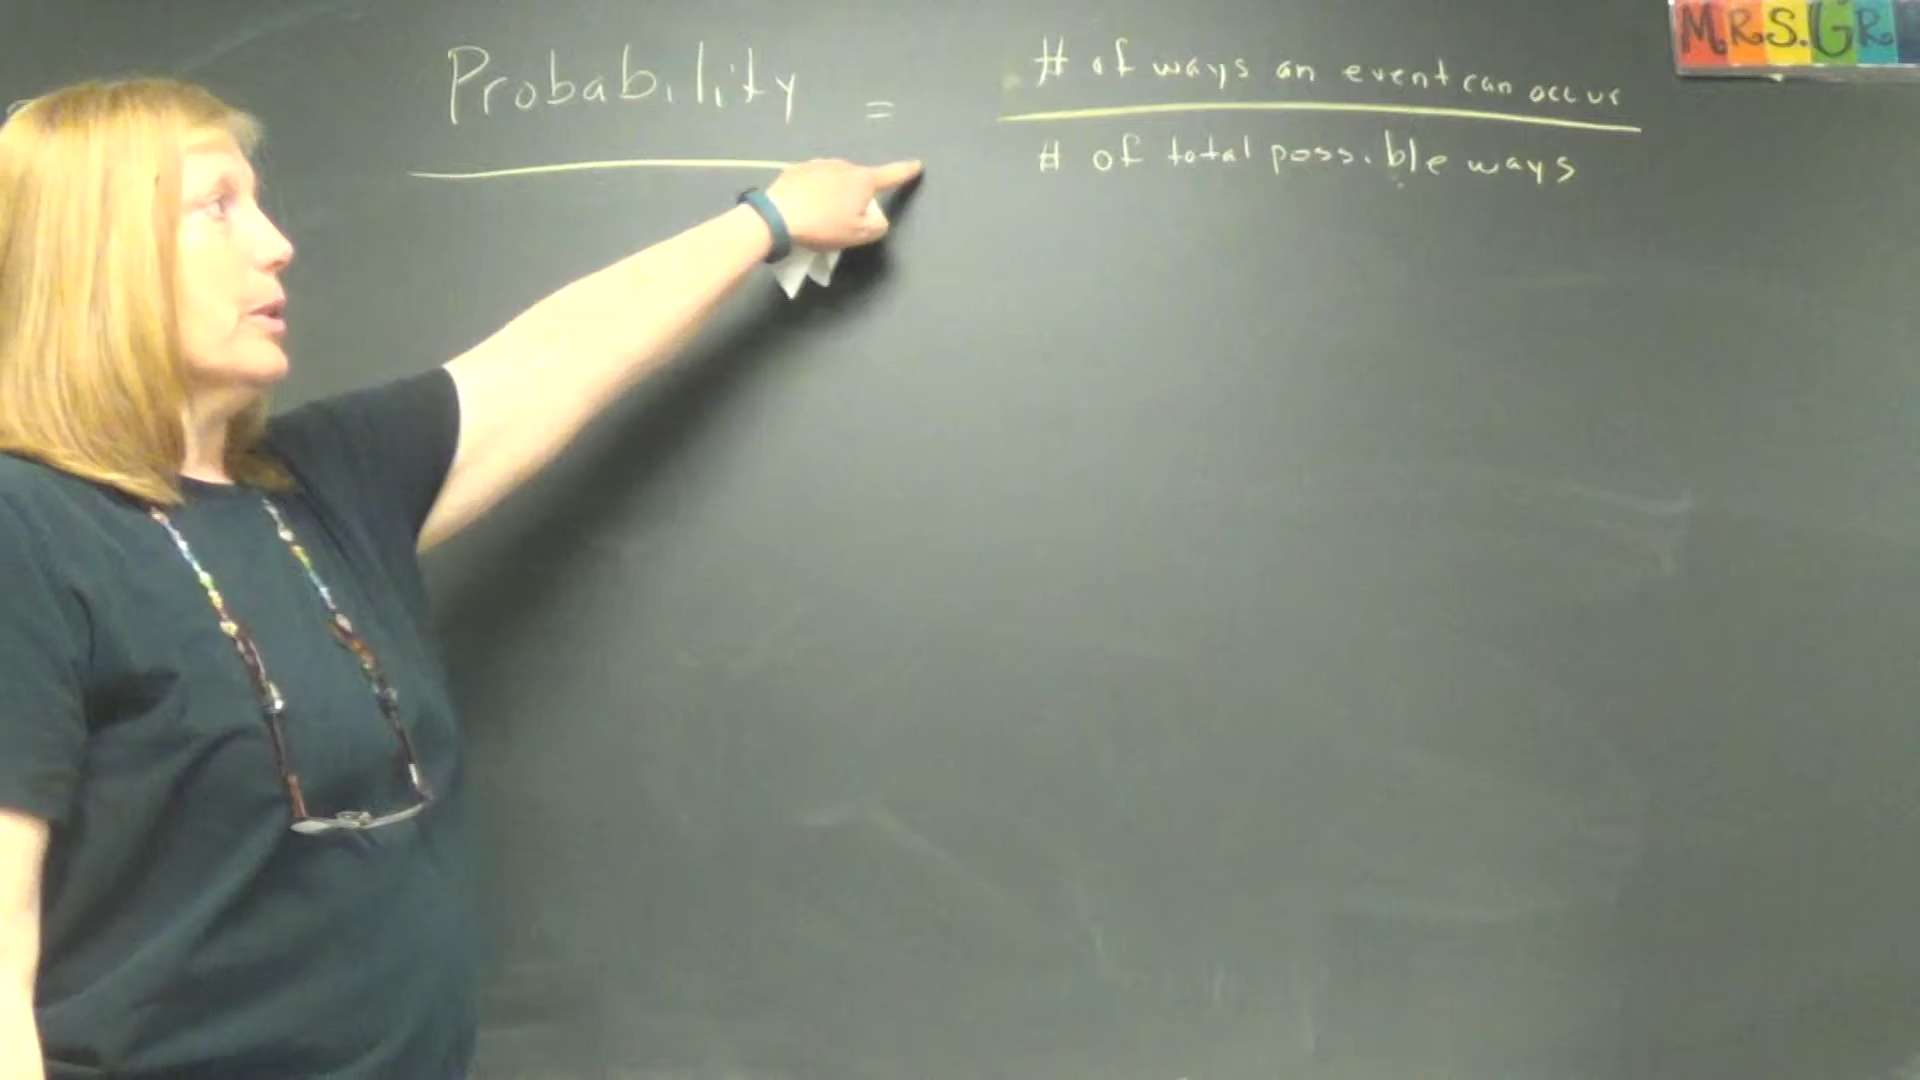 Probability = # of ways an event can occur
# of total possible ways
MRS. GR